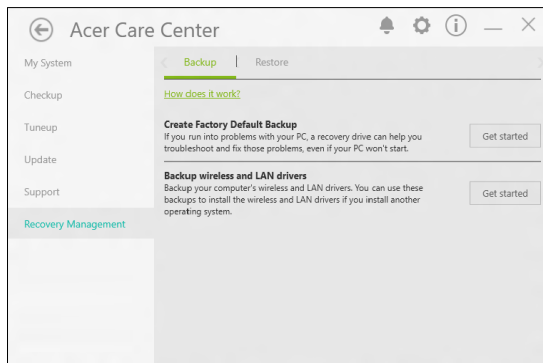 Acer Care Center
My System
Checkup
Tuneup
Update
Support
Recovery Management
Backup
Restore
How does it work?
Create Factory Default Backup
If you run into problems with your PC, a recovery drive can help you
troubleshoot and fix those problems, even if your PC won't start.
Get started
Backup wireless and LAN drivers
Backup your computer's wireless and LAN drivers. You can use these
backups to install the wireless and LAN drivers if you install another
operating system.
Get started